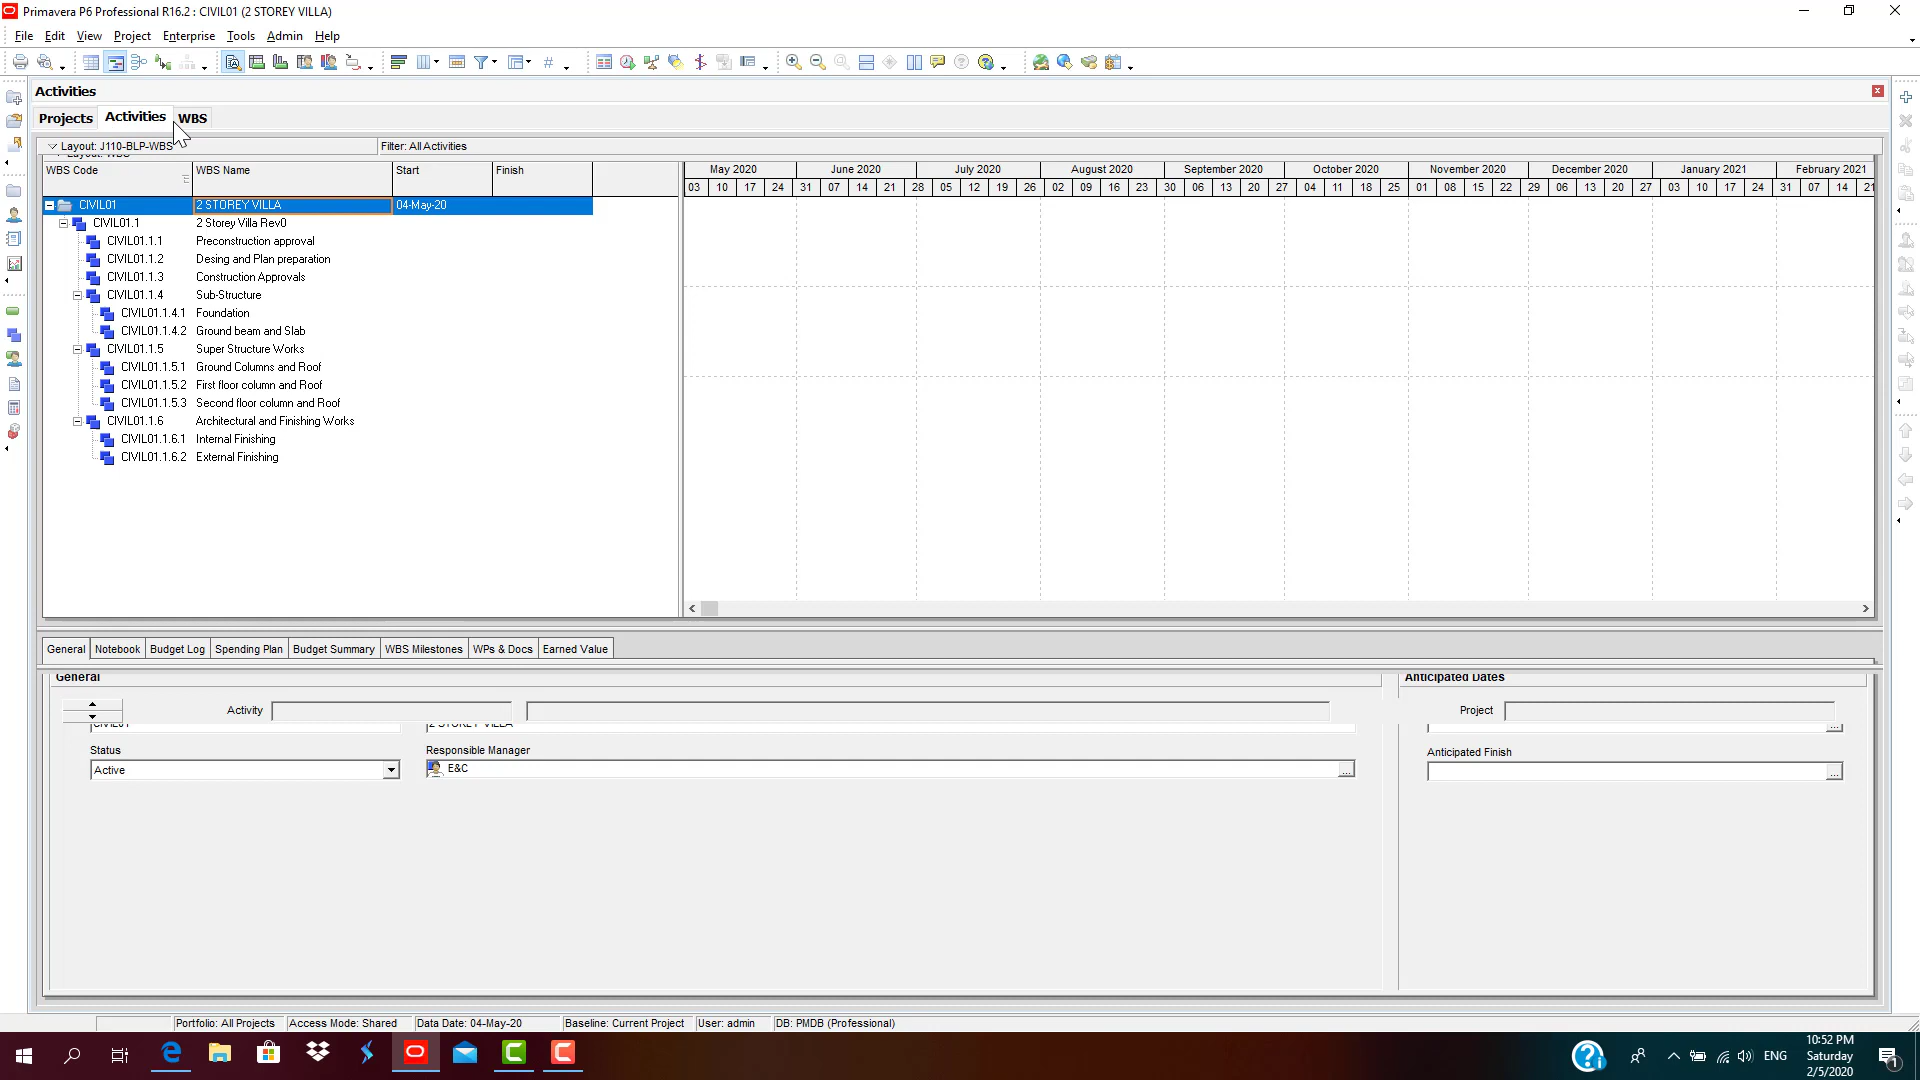 Primavera P6 Professional R16.2 : CIVIL01 (2 STOREY VILLA)
File Edit View Project Enterprise Tools Admin Help
Activities
Projects Activities WBS
Layout: J110-BLP-WBS Filter: All Activities
Layout: WBS
WBS Code WBS Name Start Finish
May 2020 June 2020 July 2020 August 2020 September 2020 October 2020 November 2020 December 2020 January 2021 February 2021
03 10 17 24 31 07 14 21 28 05 12 19 26 02 09 16 23 30 06 13 20 27 04 11 18 25 01 08 15 22 29 06 13 20 27 03 10 17 24 31 07 14 21
CIVIL01 2 STOREY VILLA 04-May-20
CIVIL01.1 2 Storey Villa Rev0
CIVIL01.1.1 Preconstruction approval
CIVIL01.1.2 Desing and Plan preparation
CIVIL01.1.3 Construction Approvals
CIVIL01.1.4 Sub-Structure
CIVIL01.1.4.1 Foundation
CIVIL01.1.4.2 Ground beam and Slab
CIVIL01.1.5 Super Structure Works
CIVIL01.1.5.1 Ground Columns and Roof
CIVIL01.1.5.2 First floor column and Roof
CIVIL01.1.5.3 Second floor column and Roof
CIVIL01.1.6 Architectural and Finishing Works
CIVIL01.1.6.1 Internal Finishing
CIVIL01.1.6.2 External Finishing
General Notebook Budget Log Spending Plan Budget Summary WBS Milestones WPs & Docs Earned Value
General Anticipated Dates
Activity Project
CIVIL01 2 STOREY VILLA
Status Responsible Manager Anticipated Finish
Active E&C
Portfolio: All Projects Access Mode: Shared Data Date: 04-May-20 Baseline: Current Project User: admin DB: PMDB (Professional)
ENG
10:52 PM
Saturday
2/5/2020
1